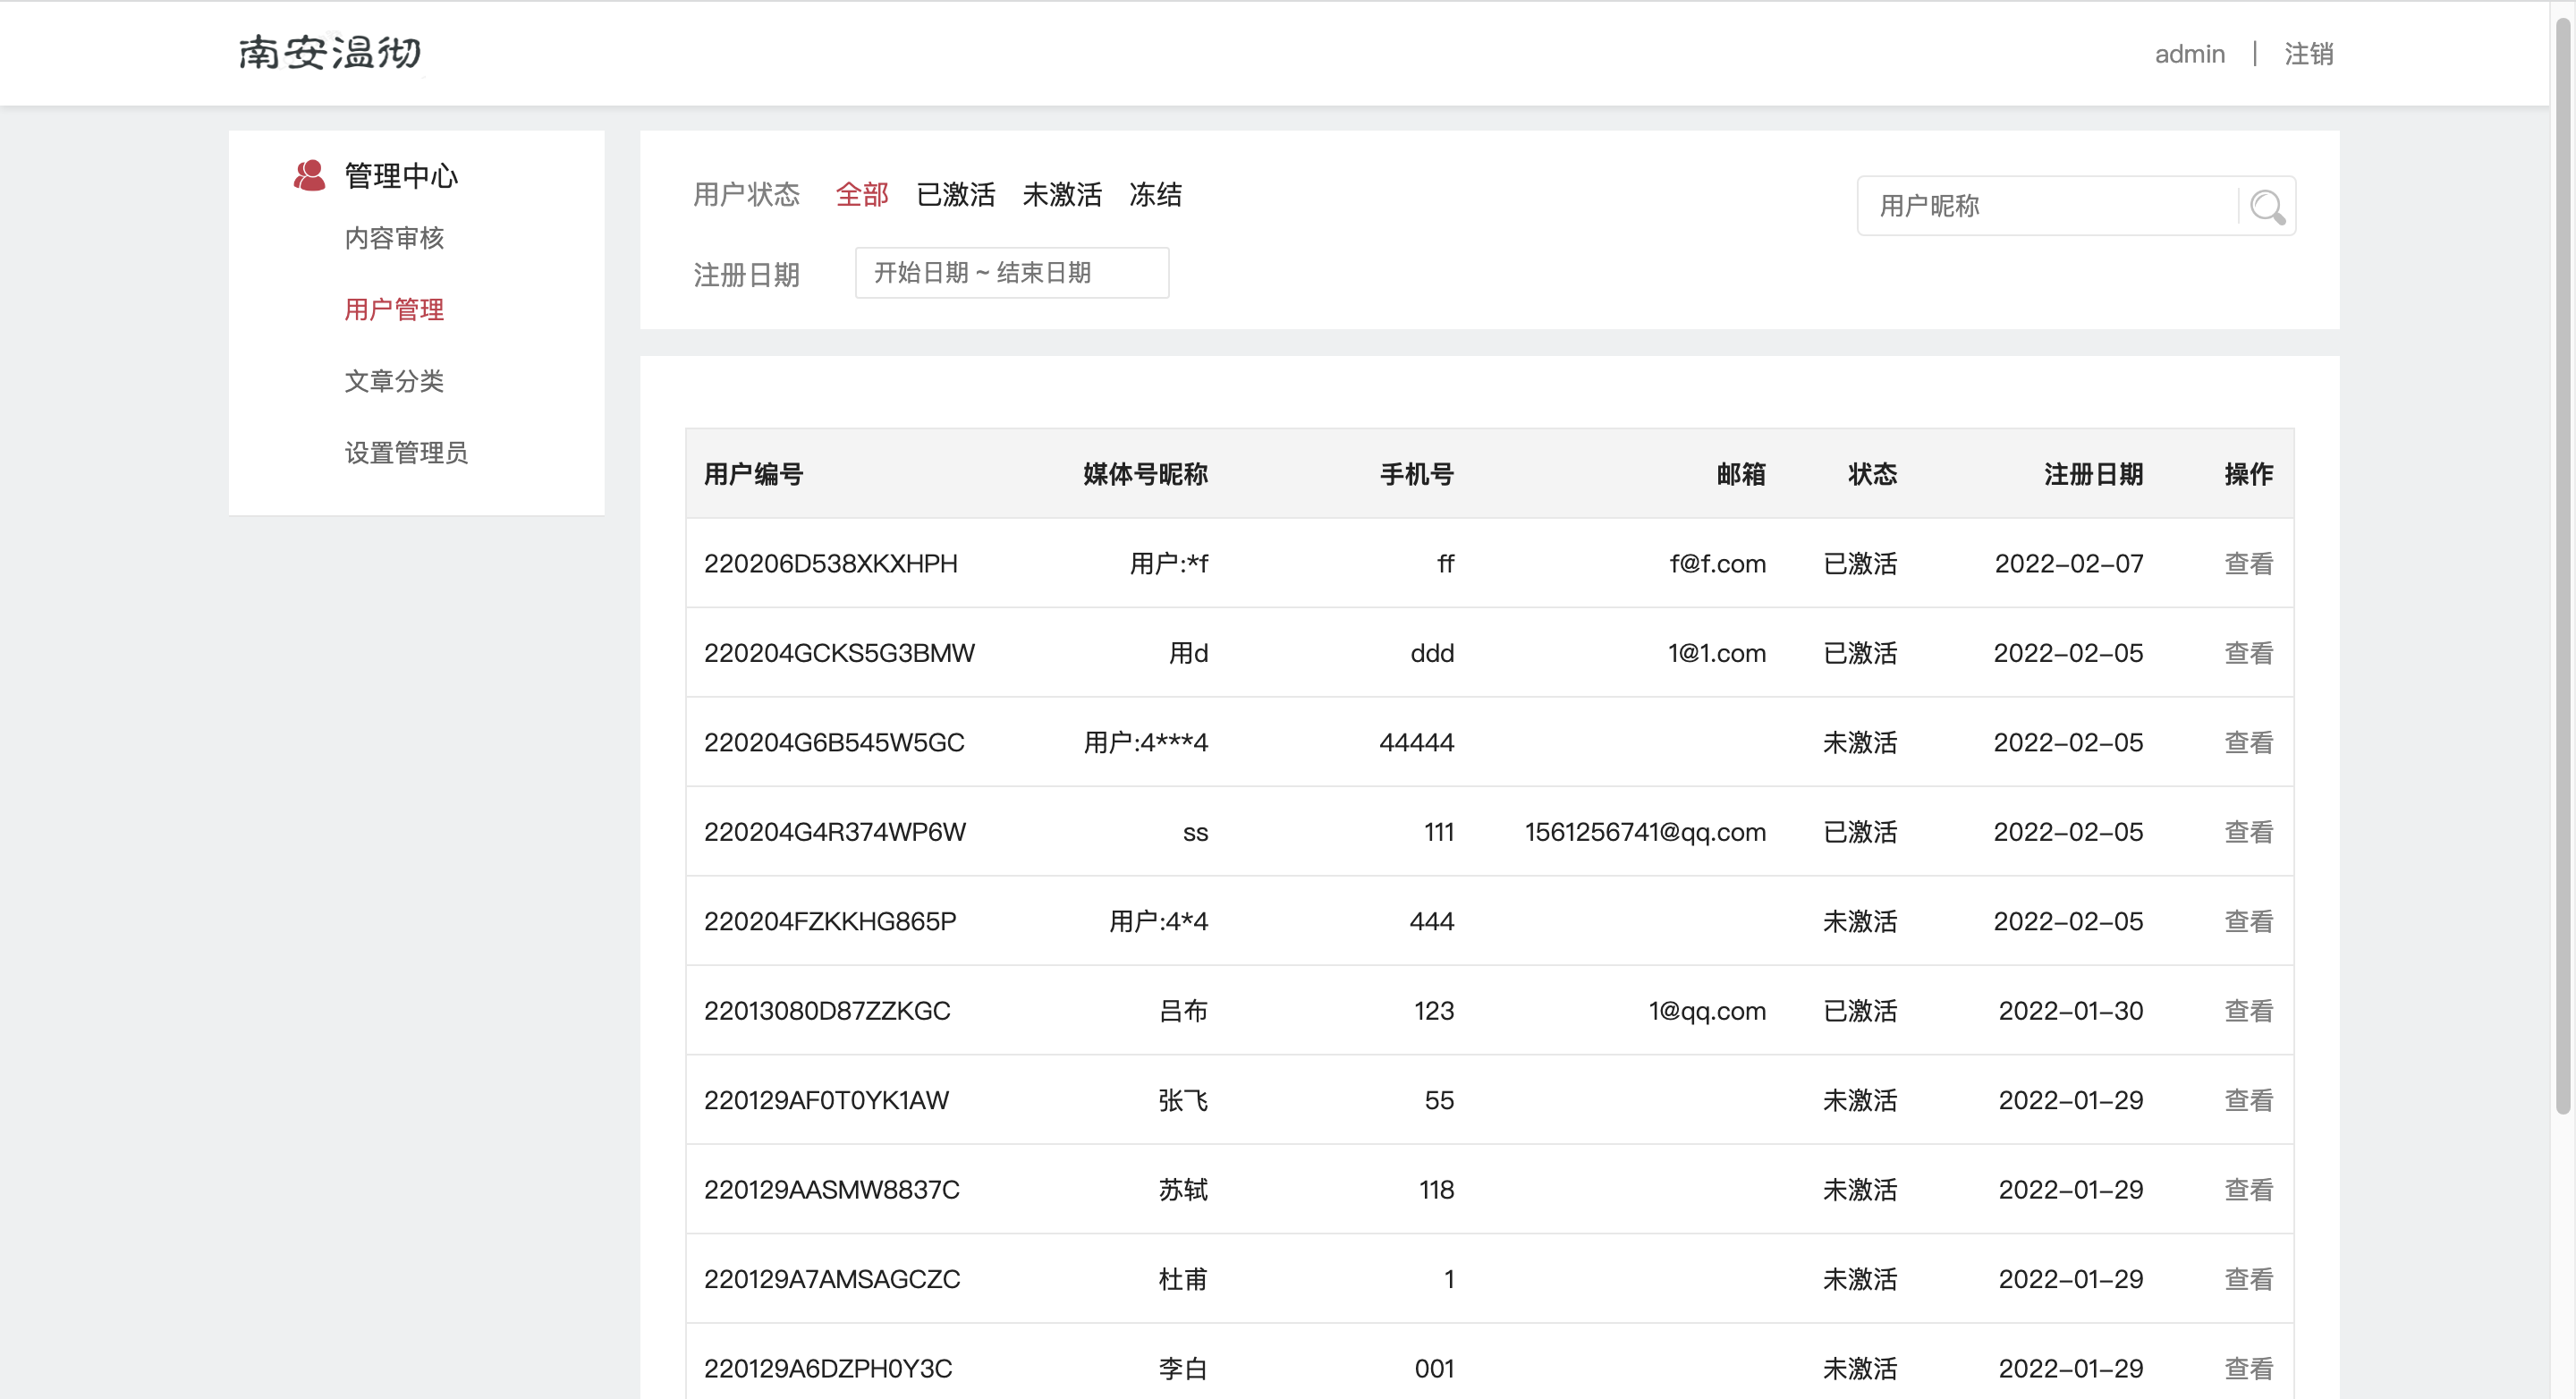 南安温彻
admin | 注销
管理中心
内容审核
用户管理
文章分类
设置管理员
用户状态 全部 已激活 未激活 冻结
用户昵称
注册日期 开始日期 ~ 结束日期
用户编号 媒体号昵称 手机号 邮箱 状态 注册日期 操作
220206D538XKXHPH 用户:*f ff f@f.com 已激活 2022-02-07 查看
220204GCKS5G3BMW 用d ddd 1@1.com 已激活 2022-02-05 查看
220204G6B545W5GC 用户:4***4 44444 未激活 2022-02-05 查看
220204G4R374WP6W ss 111 1561256741@qq.com 已激活 2022-02-05 查看
220204FZKKHG865P 用户:4*4 444 未激活 2022-02-05 查看
22013080D87ZZKGC 吕布 123 1@qq.com 已激活 2022-01-30 查看
220129AF0T0YK1AW 张飞 55 未激活 2022-01-29 查看
220129AASMW8837C 苏轼 118 未激活 2022-01-29 查看
220129A7AMSAGCZC 杜甫 1 未激活 2022-01-29 查看
220129A6DZPH0Y3C 李白 001 未激活 2022-01-29 查看